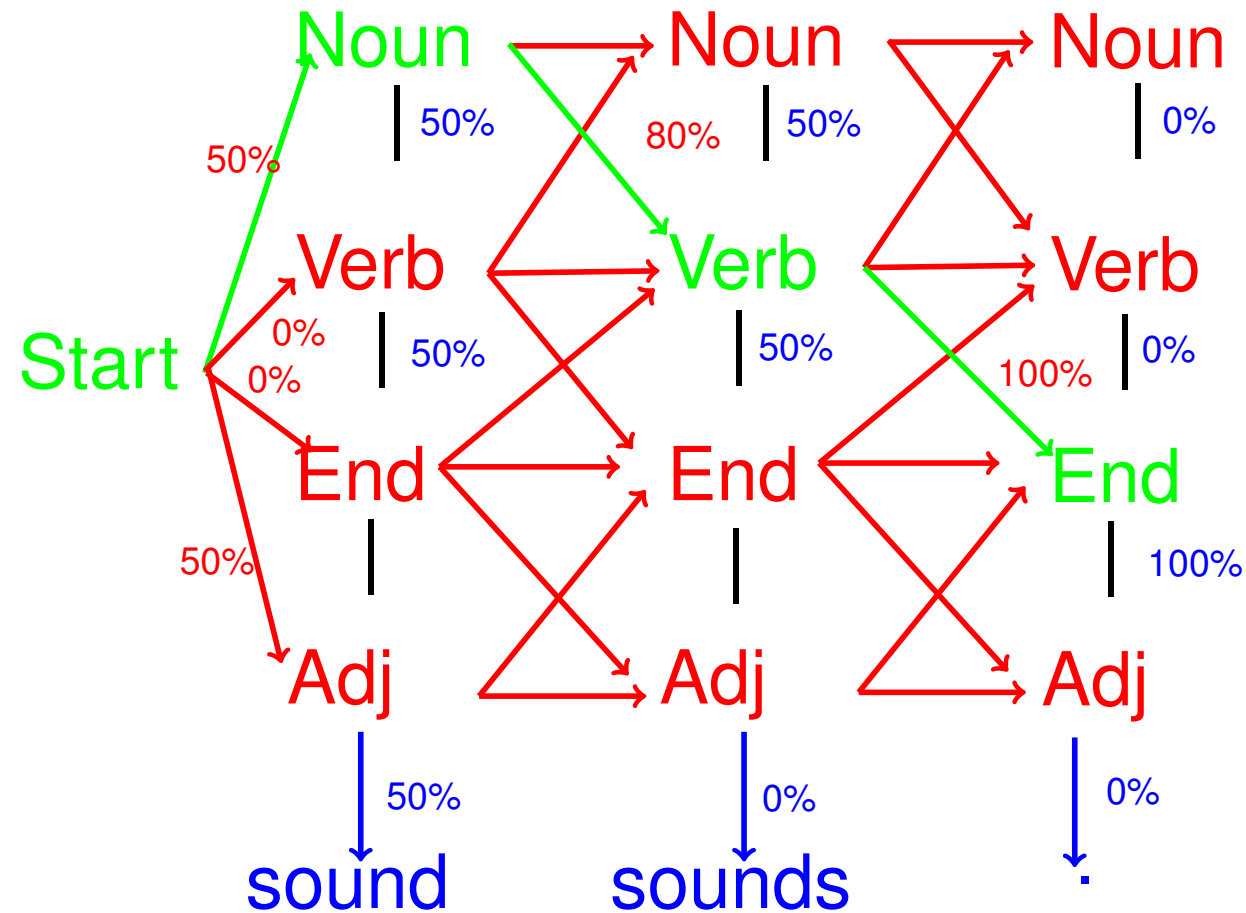 Noun Noun Noun
50% 80% 50% 0%
50%
Verb Verb Verb
0% 50% 50% 0%
Start 0% 100%
End End End
50% 100%
Adj Adj Adj
50% 0% 0%
sound sounds .